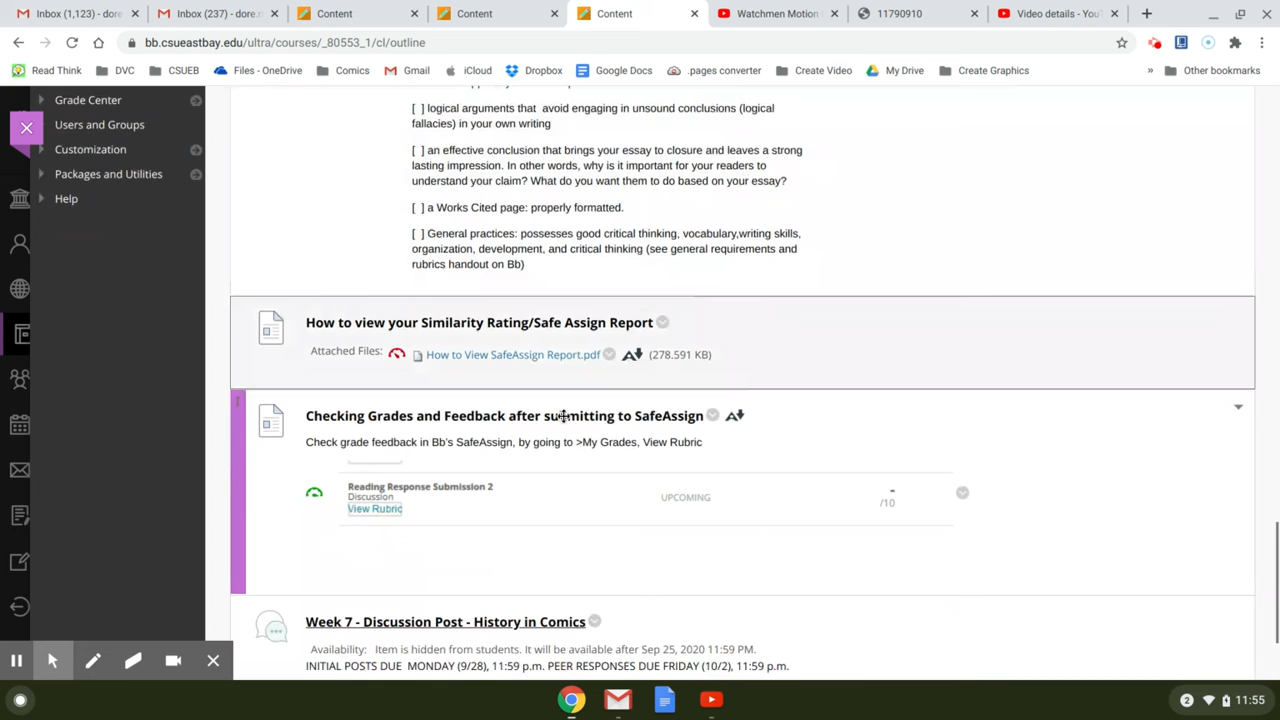 Inbox (1,123) - dore.
Inbox (237) - dore.m
Content
Content
Content
Watchmen Motion C
11790910
Video details - YouT
bb.csueastbay.edu/ultra/courses/_80553_1/cl/outline
Read Think
DVC
CSUEB
Files - OneDrive
Comics
Gmail
iCloud
Dropbox
Google Docs
.pages converter
Create Video
My Drive
Create Graphics
»
Other bookmarks
Grade Center
Users and Groups
Customization
Packages and Utilities
Help
[ ] logical arguments that avoid engaging in unsound conclusions (logical
fallacies) in your own writing
[ ] an effective conclusion that brings your essay to closure and leaves a strong
lasting impression. In other words, why is it important for your readers to
understand your claim? What do you want them to do based on your essay?
[ ] a Works Cited page: properly formatted.
[ ] General practices: possesses good critical thinking, vocabulary,writing skills,
organization, development, and critical thinking (see general requirements and
rubrics handout on Bb)
How to view your Similarity Rating/Safe Assign Report
Attached Files:
How to View SafeAssign Report.pdf
(278.591 KB)
Checking Grades and Feedback after submitting to SafeAssign
Check grade feedback in Bb's SafeAssign, by going to >My Grades, View Rubric
Reading Response Submission 2
Discussion
View Rubric
UPCOMING
-
/10
Week 7 - Discussion Post - History in Comics
Availability: Item is hidden from students. It will be available after Sep 25, 2020 11:59 PM.
INITIAL POSTS DUE MONDAY (9/28), 11:59 p.m. PEER RESPONSES DUE FRIDAY (10/2), 11:59 p.m.
2
11:55